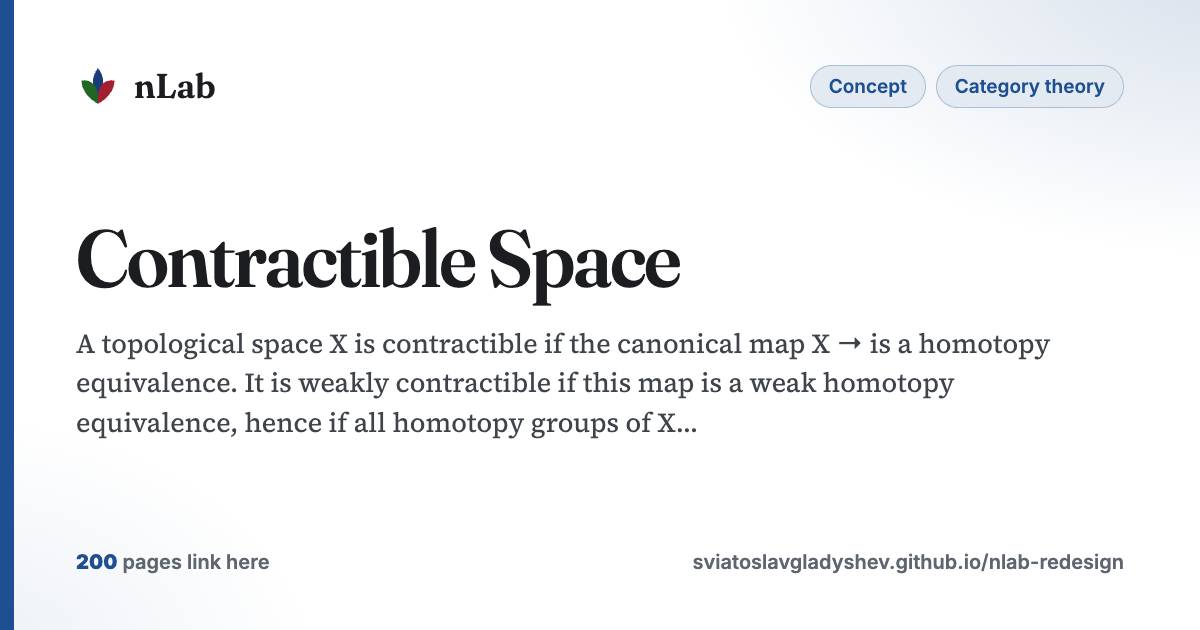 nLab
Concept
Category theory
Contractible Space
A topological space X is contractible if the canonical map X → is a homotopy
equivalence. It is weakly contractible if this map is a weak homotopy
equivalence, hence if all homotopy groups of X...
200 pages link here
sviatoslavgladyshev.github.io/nlab-redesign